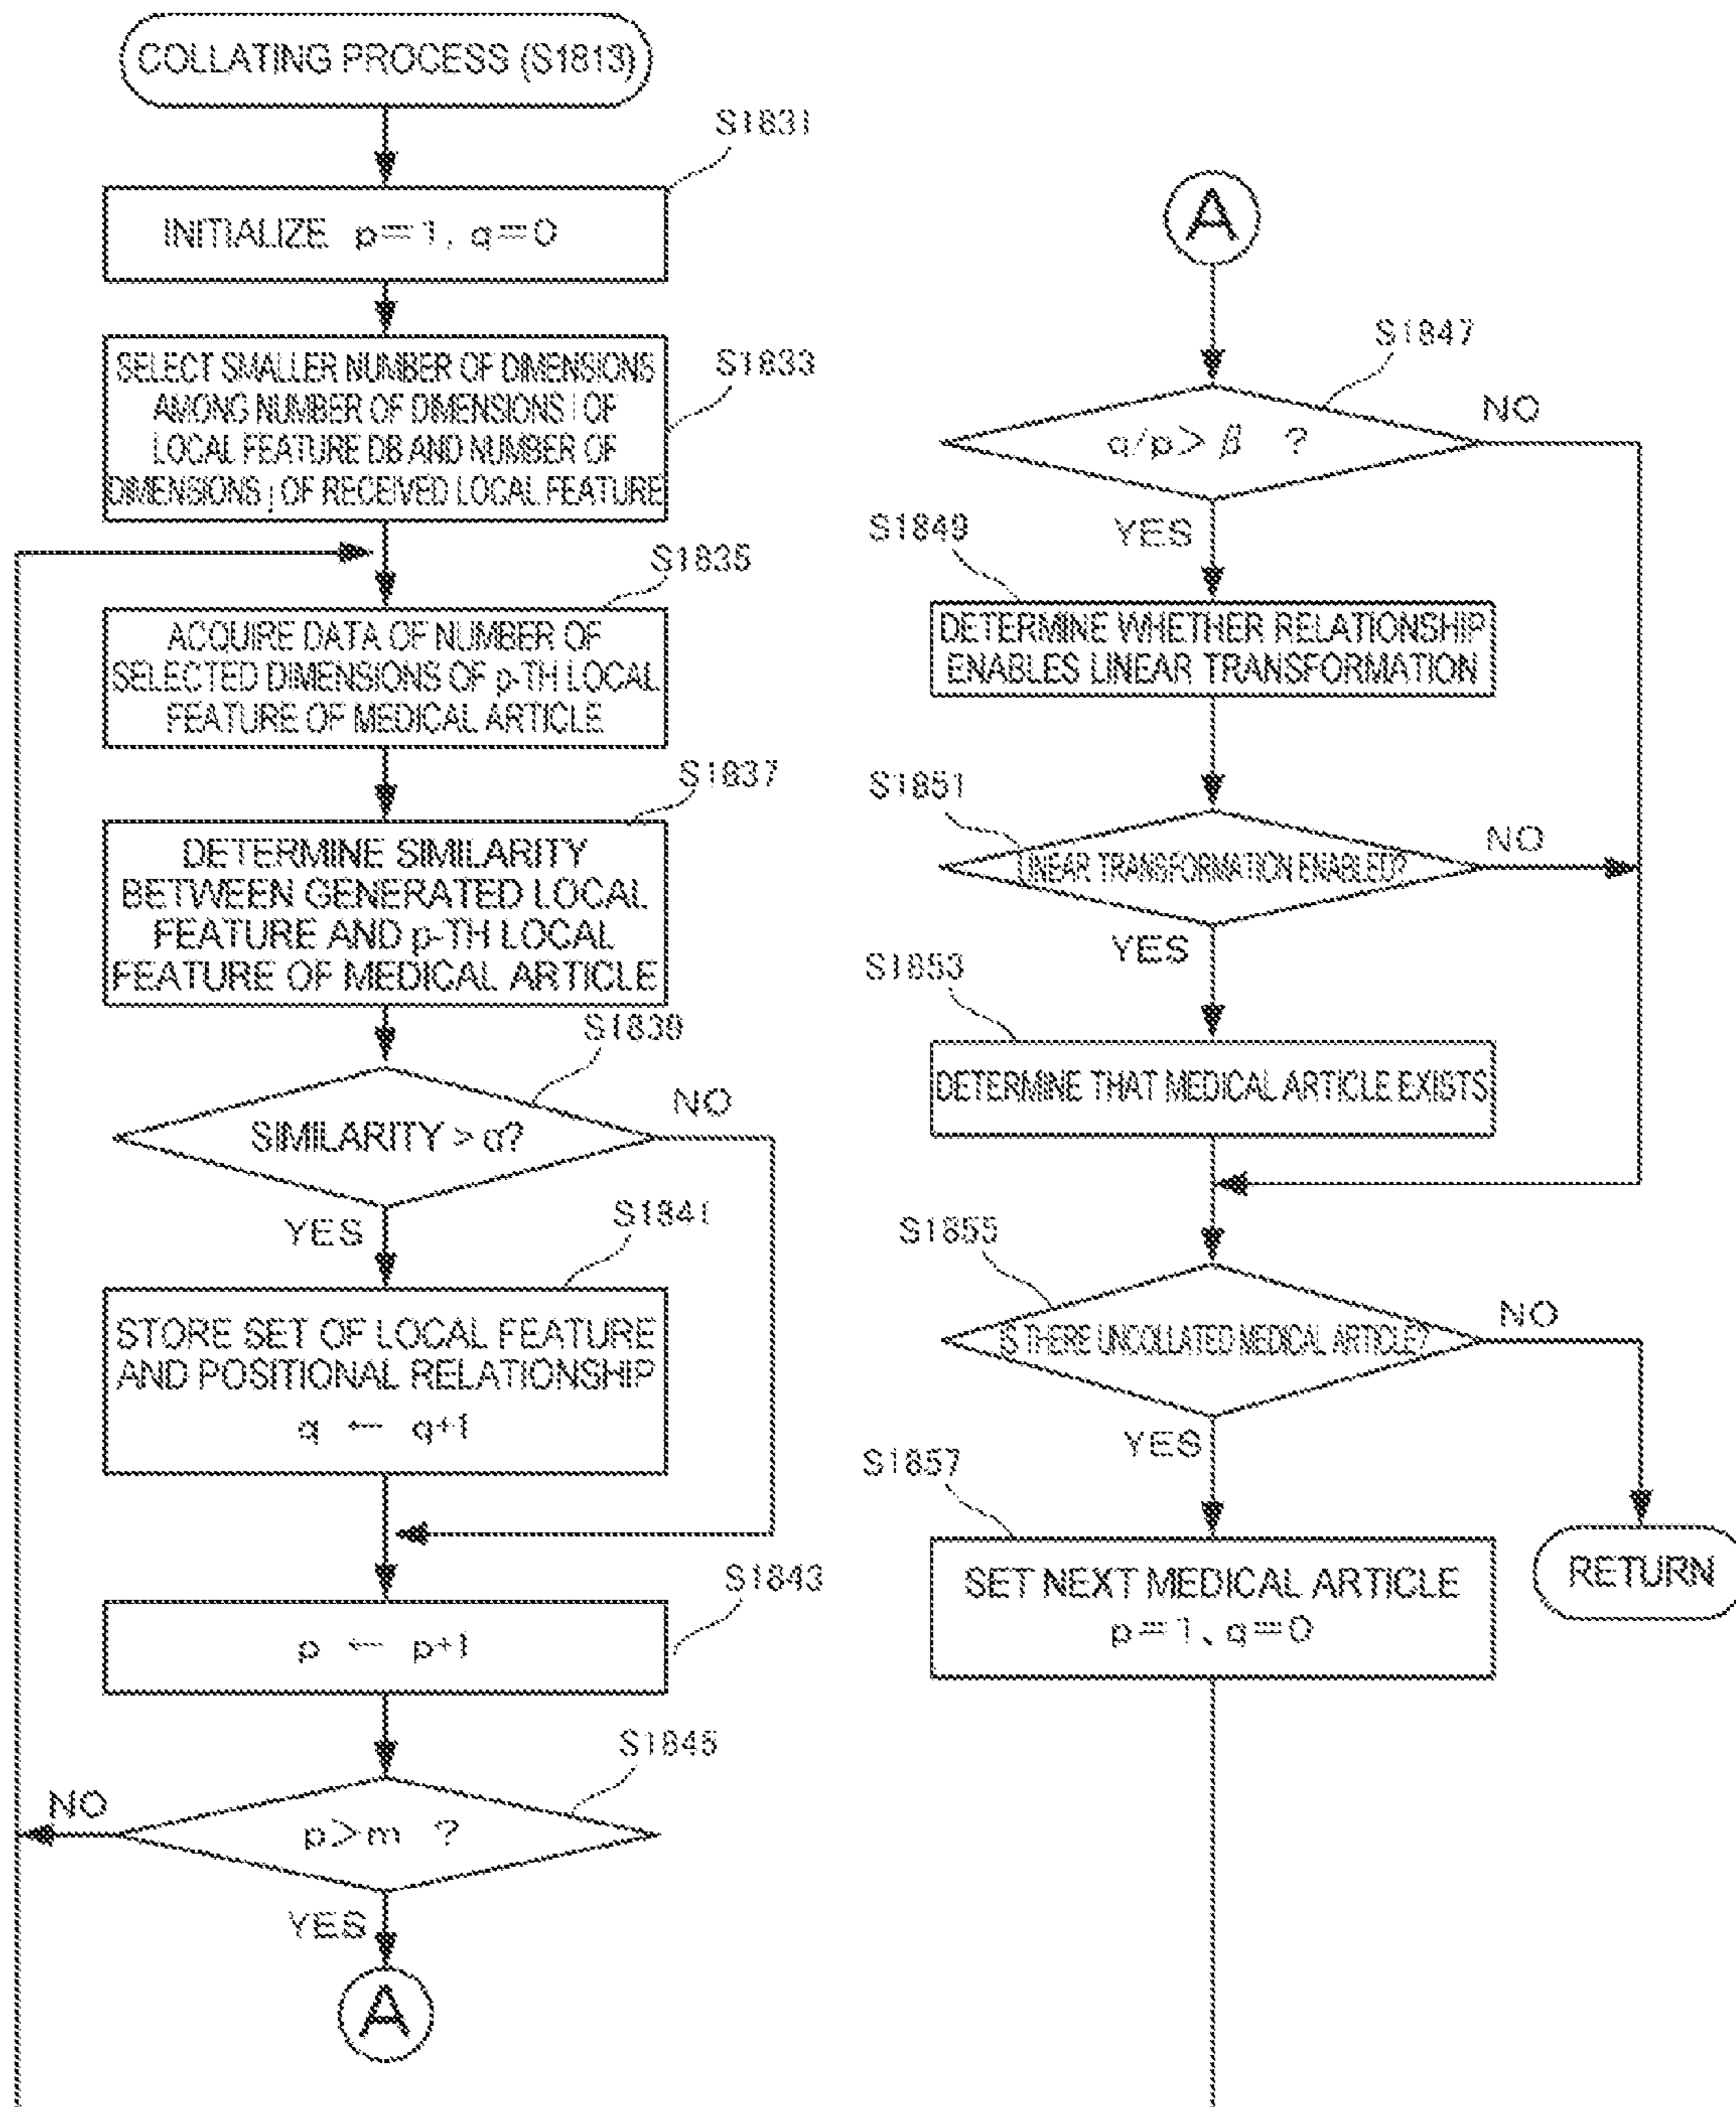 COLLATING PROCESS (S1813)
S1831
INITIALIZE p=1, q=0
S1833
SELECT SMALLER NUMBER OF DIMENSIONS
AMONG NUMBER OF DIMENSIONS i OF
LOCAL FEATURE DB AND NUMBER OF
DIMENSIONS j OF RECEIVED LOCAL FEATURE
S1835
ACQUIRE DATA OF NUMBER OF
SELECTED DIMENSIONS OF p-TH LOCAL
FEATURE OF MEDICAL ARTICLE
S1837
DETERMINE SIMILARITY
BETWEEN GENERATED LOCAL
FEATURE AND p-TH LOCAL
FEATURE OF MEDICAL ARTICLE
S1839
SIMILARITY > α?
NO
YES
S1841
STORE SET OF LOCAL FEATURE
AND POSITIONAL RELATIONSHIP
q ← q+1
S1843
p ← p+1
S1845
p>m ?
NO
YES
A
A
S1847
q/p> β ?
NO
YES
S1849
DETERMINE WHETHER RELATIONSHIP
ENABLES LINEAR TRANSFORMATION
S1851
LINEAR TRANSFORMATION ENABLED?
NO
YES
S1853
DETERMINE THAT MEDICAL ARTICLE EXISTS
S1855
IS THERE UNCOLLATED MEDICAL ARTICLE?
NO
YES
S1857
SET NEXT MEDICAL ARTICLE
p=1、q=0
RETURN